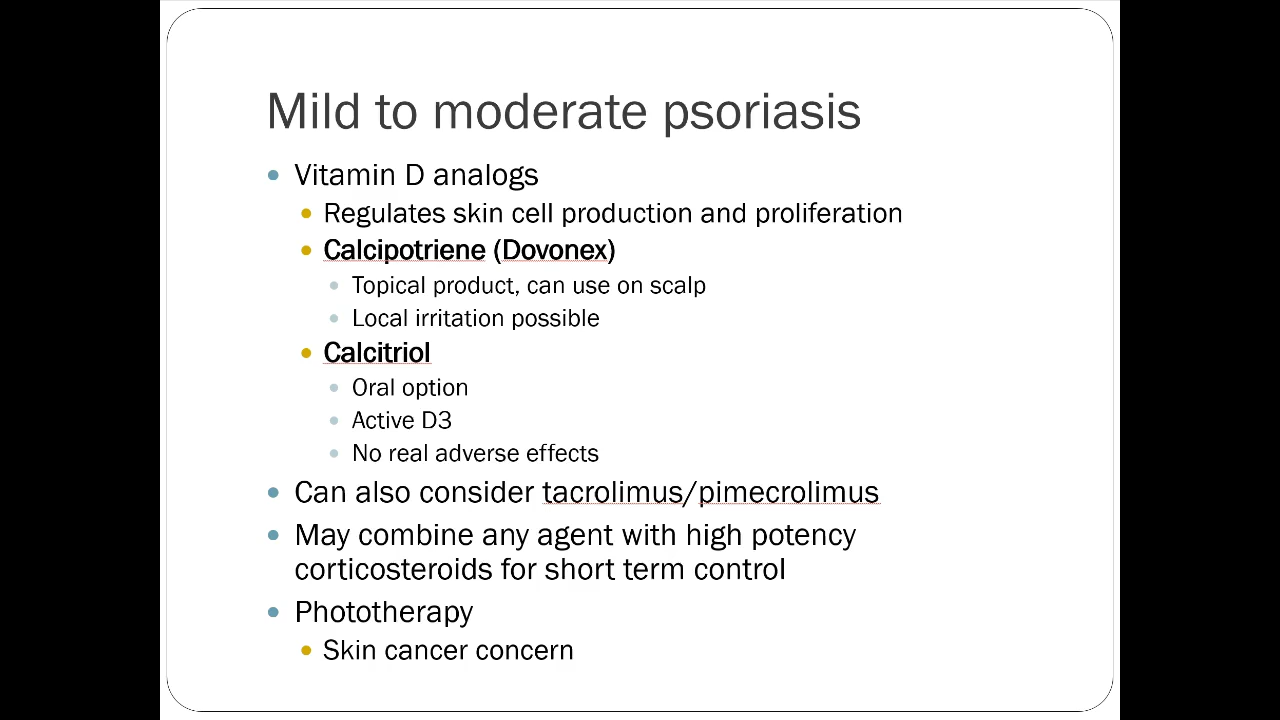 Mild to moderate psoriasis
Vitamin D analogs
Regulates skin cell production and proliferation
Calcipotriene (Dovonex)
Topical product, can use on scalp
Local irritation possible
Calcitriol
Oral option
Active D3
No real adverse effects
Can also consider tacrolimus/pimecrolimus
May combine any agent with high potency
corticosteroids for short term control
Phototherapy
Skin cancer concern